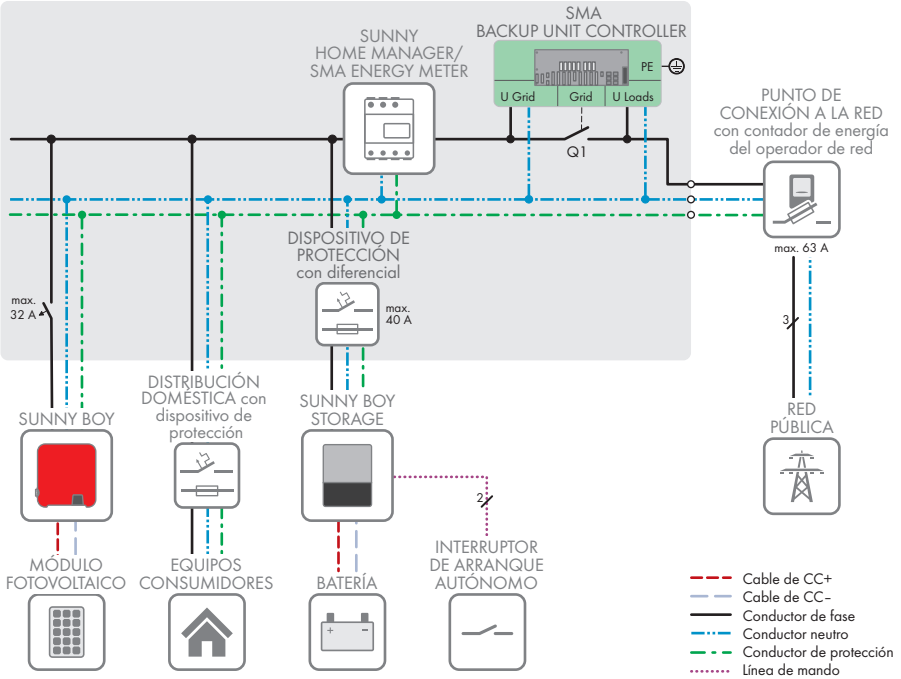 SMA
BACKUP UNIT CONTROLLER
SUNNY
HOME MANAGER/
SMA ENERGY METER
PE
U Grid
Grid
U Loads
Q1
PUNTO DE
CONEXIÓN A LA RED
con contador de energía
del operador de red
max. 63 A
DISPOSITIVO DE
PROTECCIÓN
con diferencial
max.
40 A
max.
32 A
3
DISTRIBUCIÓN
DOMÉSTICA con
dispositivo de
protección
SUNNY BOY
SUNNY BOY
STORAGE
RED
PÚBLICA
2
MÓDULO
FOTOVOLTAICO
EQUIPOS
CONSUMIDORES
BATERÍA
+ −
INTERRUPTOR
DE ARRANQUE
AUTÓNOMO
Cable de CC+
Cable de CC−
Conductor de fase
Conductor neutro
Conductor de protección
Línea de mando